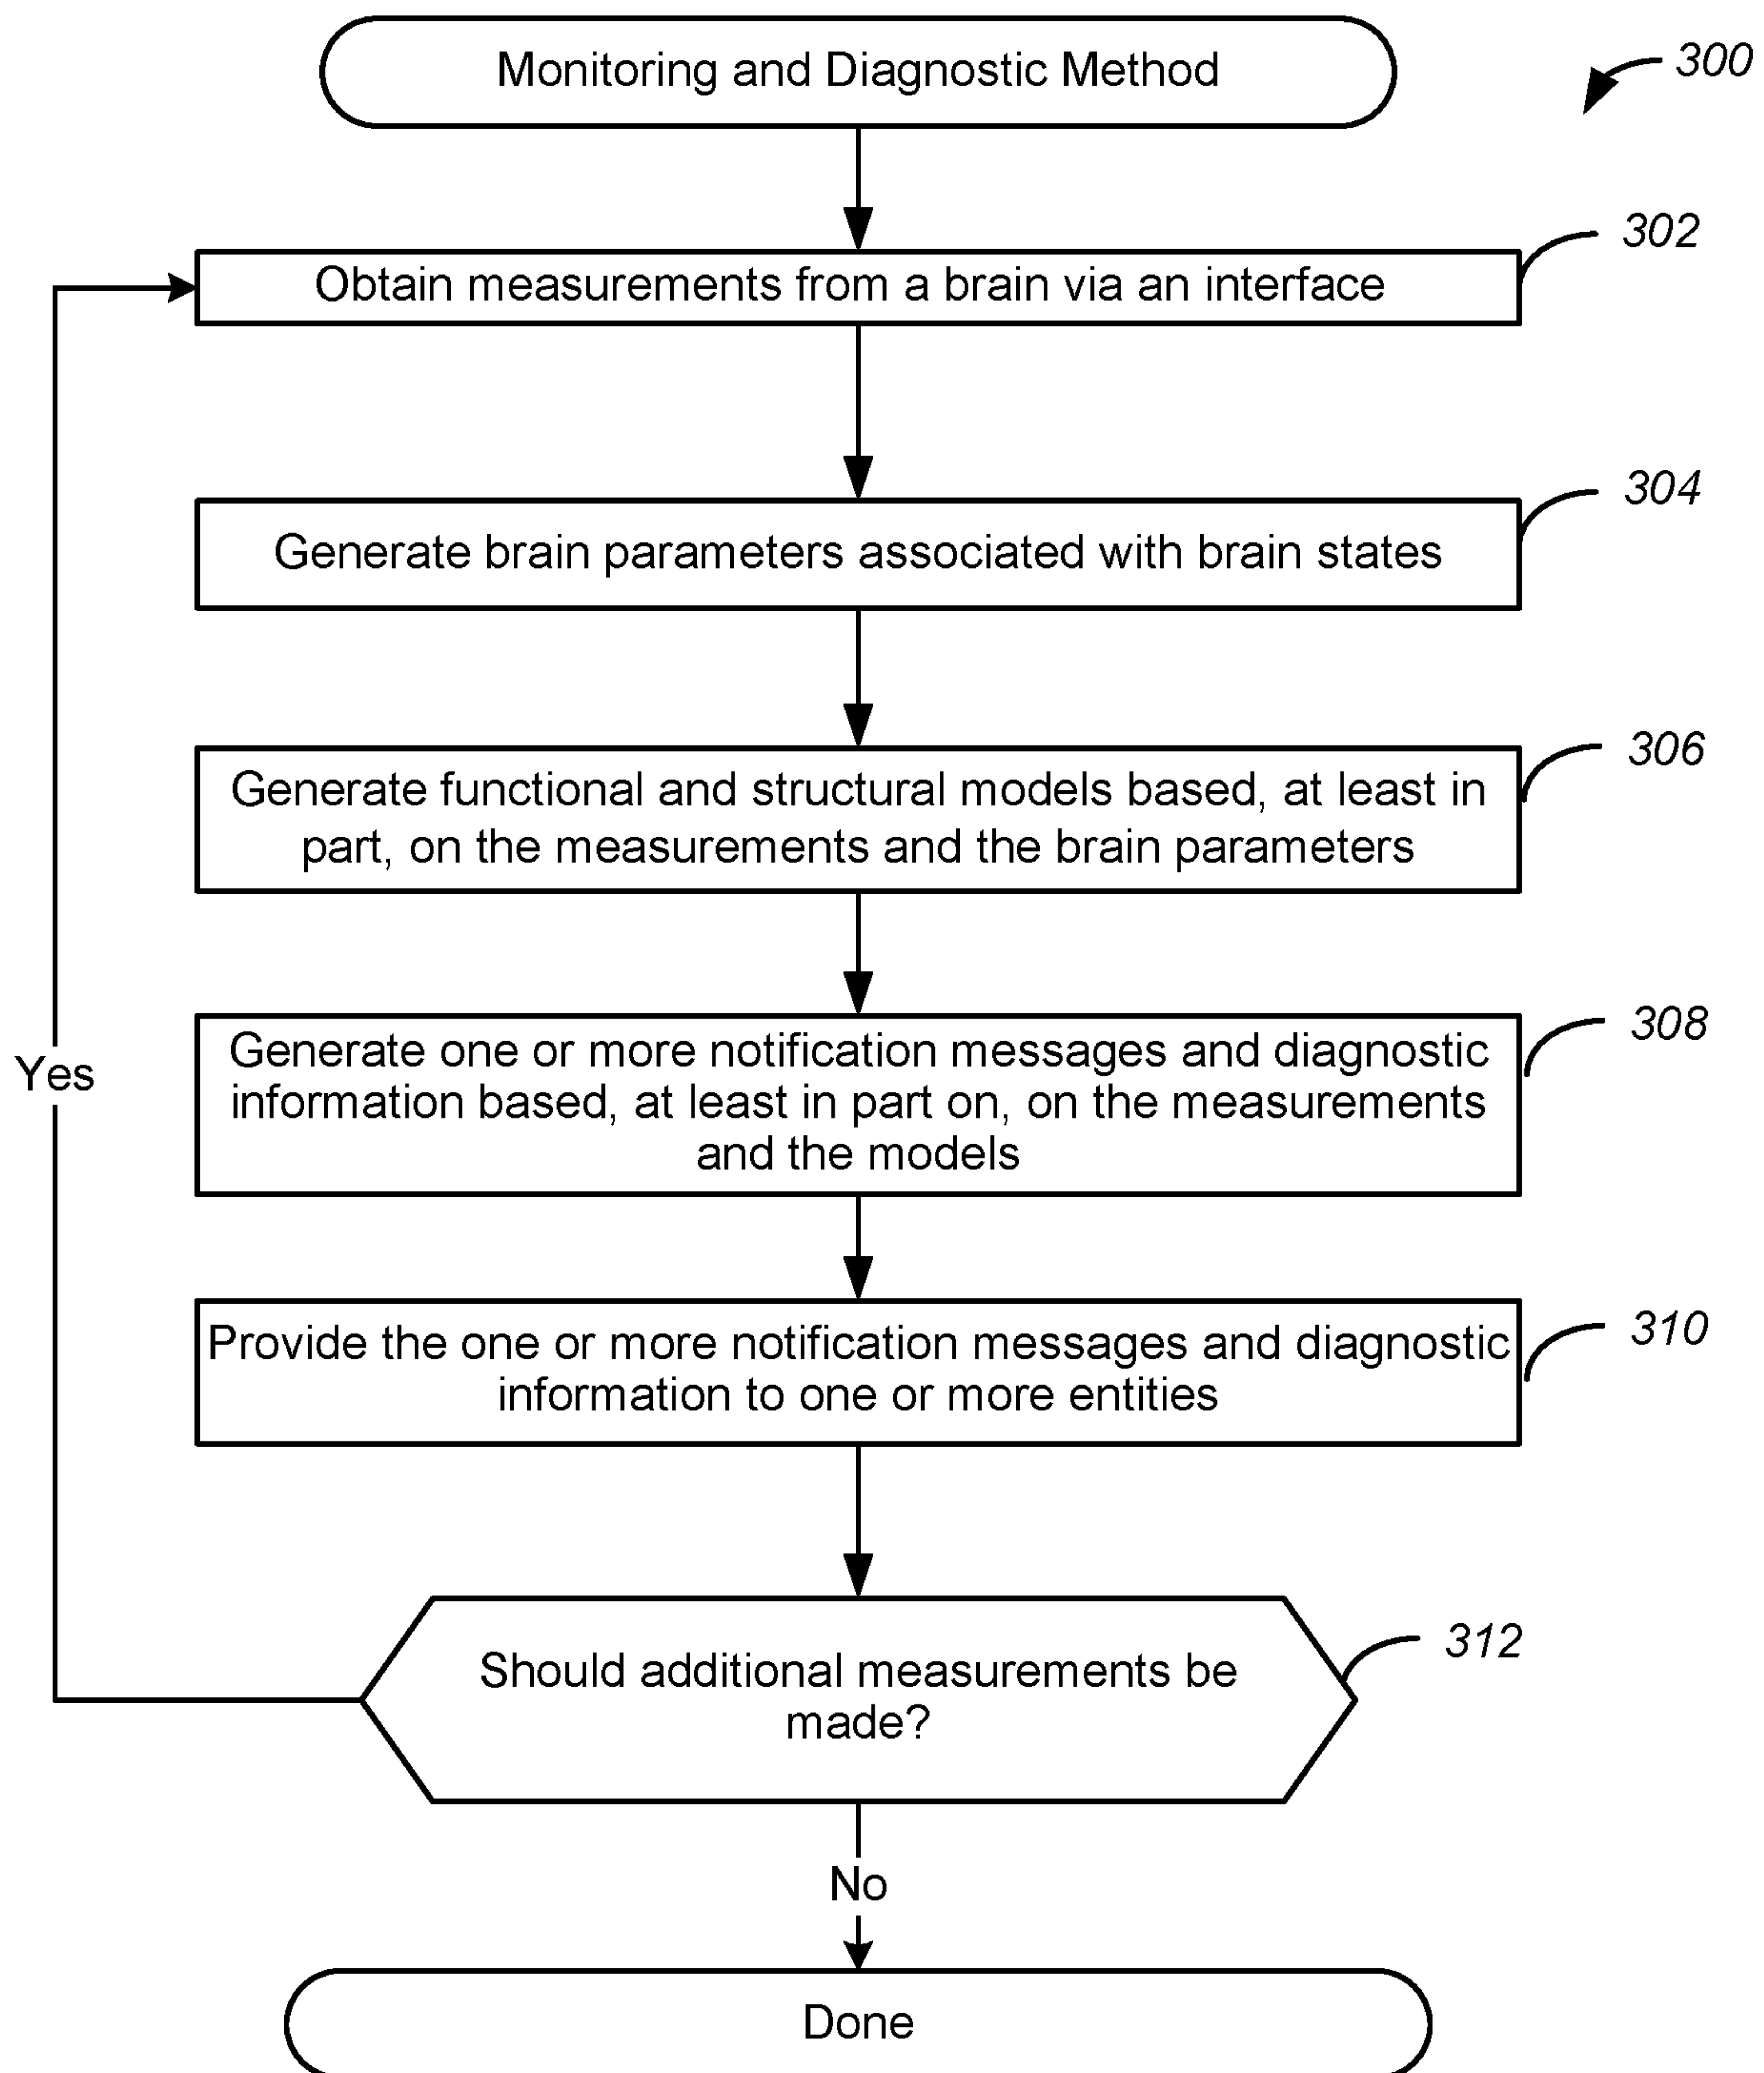 Monitoring and Diagnostic Method
300
302
Obtain measurements from a brain via an interface
304
Generate brain parameters associated with brain states
306
Generate functional and structural models based, at least in
part, on the measurements and the brain parameters
308
Generate one or more notification messages and diagnostic
information based, at least in part on, on the measurements
and the models
Yes
310
Provide the one or more notification messages and diagnostic
information to one or more entities
312
Should additional measurements be
made?
No
Done